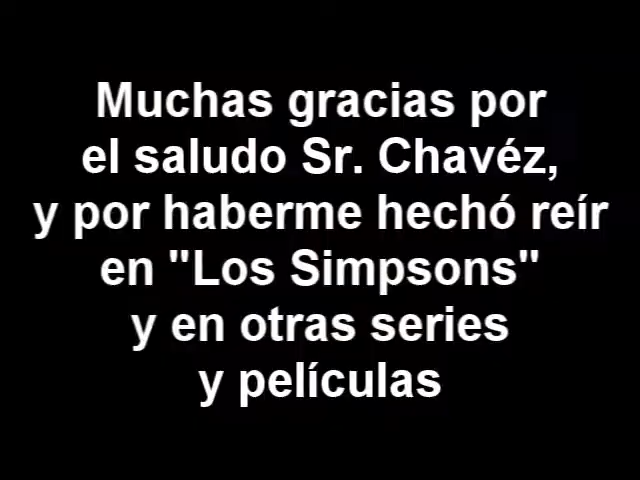 Muchas gracias por
el saludo Sr. Chavéz,
y por haberme hechó reír
en "Los Simpsons"
y en otras series
y películas